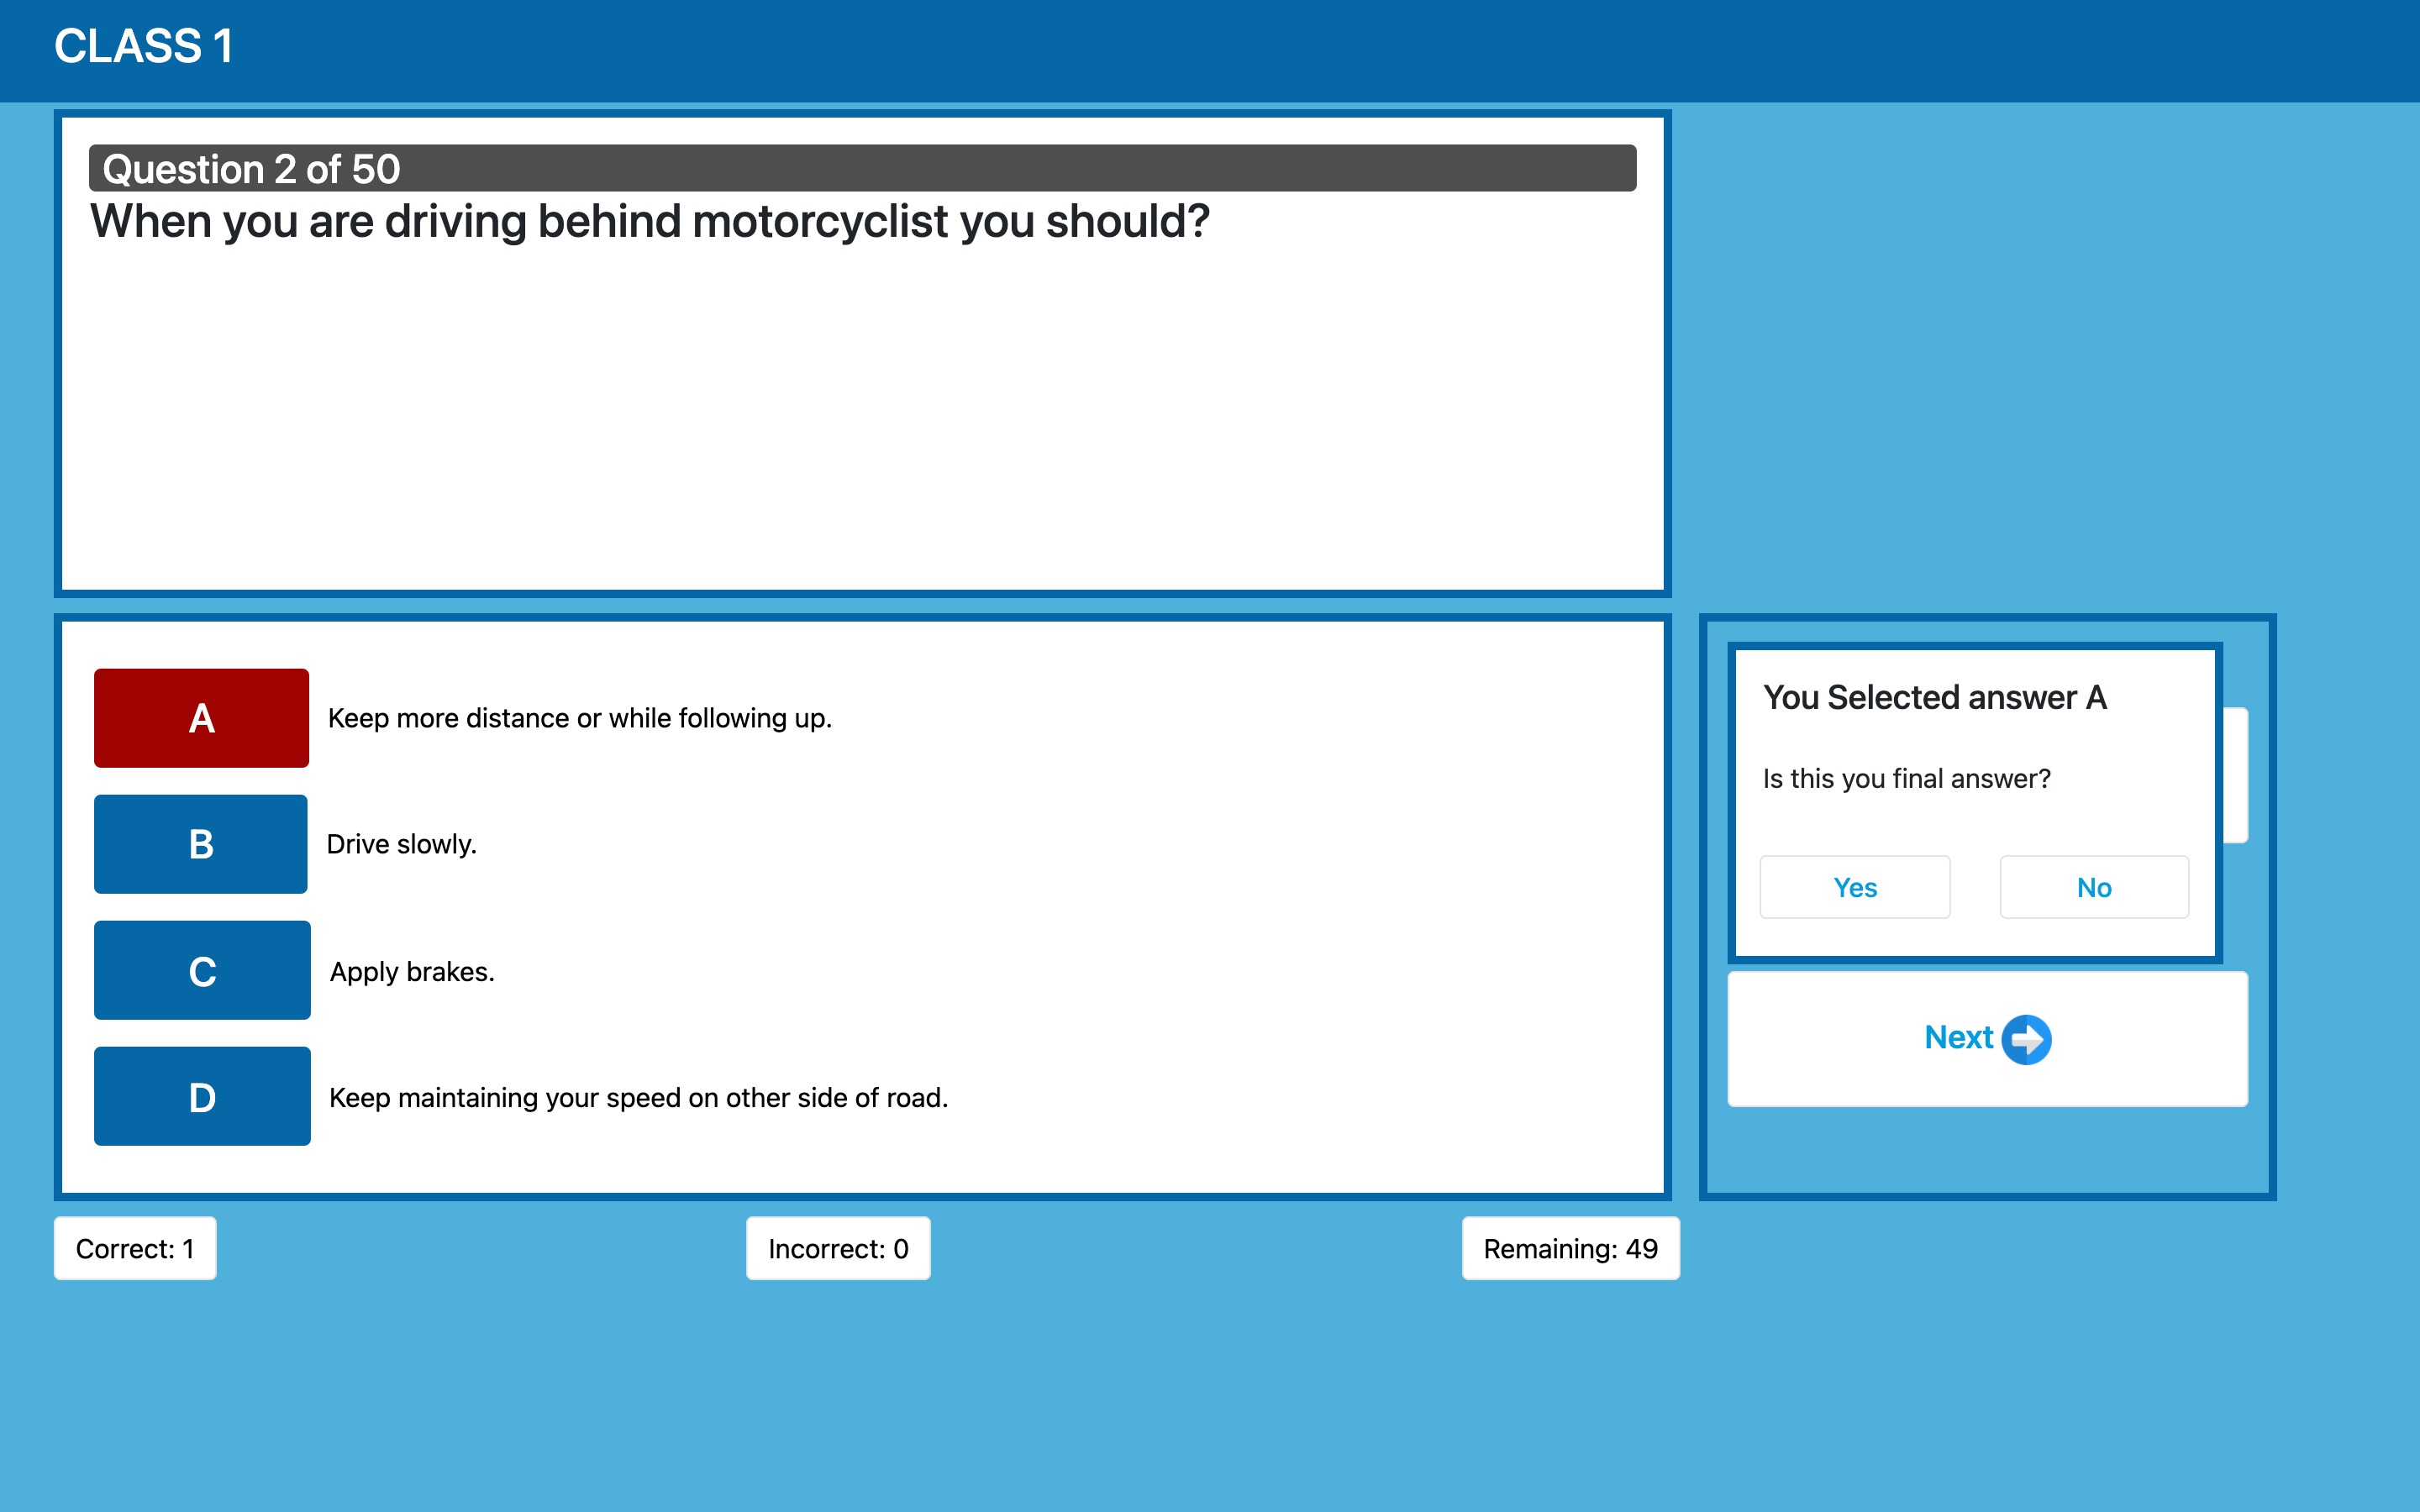 CLASS 1
Question 2 of 50
When you are driving behind motorcyclist you should?
A
Keep more distance or while following up.
B
Drive slowly.
C
Apply brakes.
D
Keep maintaining your speed on other side of road.
You Selected answer A
Is this you final answer?
Yes
No
Next
Correct: 1
Incorrect: 0
Remaining: 49